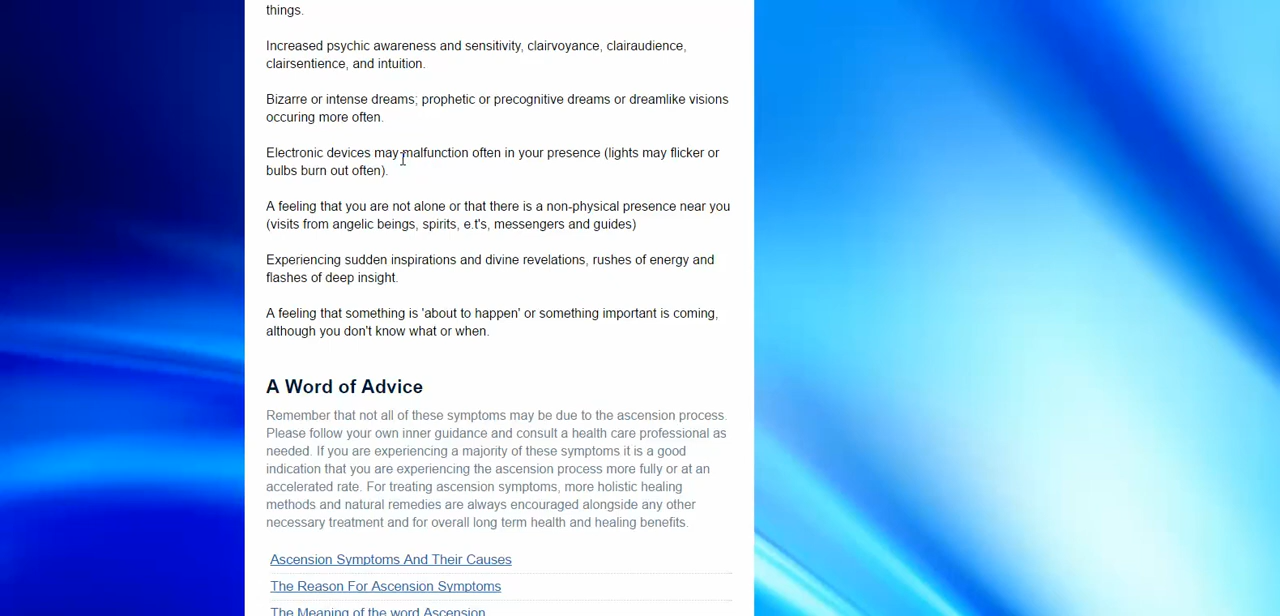 things.
Increased psychic awareness and sensitivity, clairvoyance, clairaudience,
clairsentience, and intuition.
Bizarre or intense dreams; prophetic or precognitive dreams or dreamlike visions
occuring more often.
Electronic devices may malfunction often in your presence (lights may flicker or
bulbs burn out often).
A feeling that you are not alone or that there is a non-physical presence near you
(visits from angelic beings, spirits, e.t's, messengers and guides)
Experiencing sudden inspirations and divine revelations, rushes of energy and
flashes of deep insight.
A feeling that something is 'about to happen' or something important is coming,
although you don't know what or when.
A Word of Advice
Remember that not all of these symptoms may be due to the ascension process.
Please follow your own inner guidance and consult a health care professional as
needed. If you are experiencing a majority of these symptoms it is a good
indication that you are experiencing the ascension process more fully or at an
accelerated rate. For treating ascension symptoms, more holistic healing
methods and natural remedies are always encouraged alongside any other
necessary treatment and for overall long term health and healing benefits.
Ascension Symptoms And Their Causes
The Reason For Ascension Symptoms
The Meaning of the word Ascension